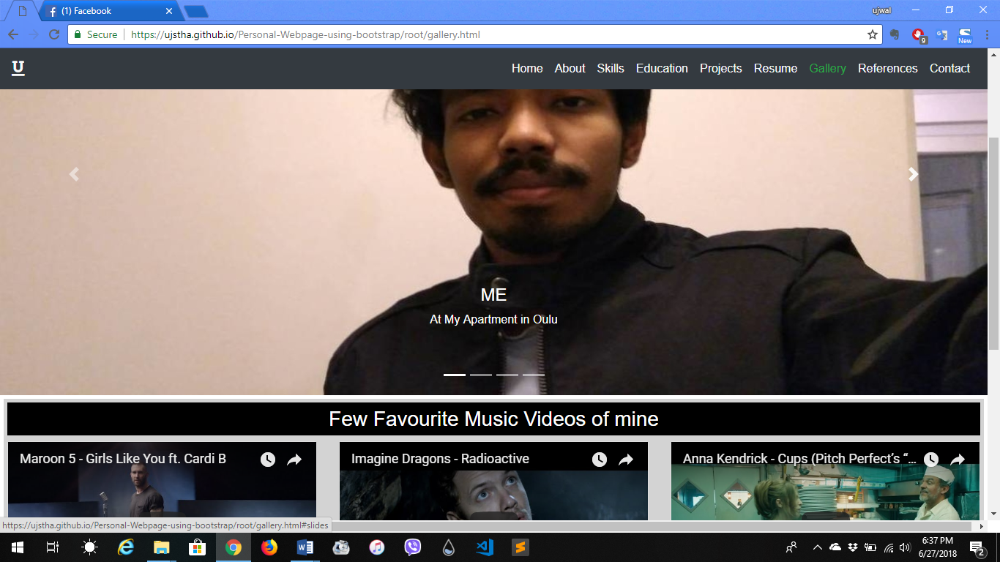 (1) Facebook
ujwal
Secure https://ujstha.github.io/Personal-Webpage-using-bootstrap/root/gallery.html
9
New
U
Home About Skills Education Projects Resume Gallery References Contact
ME
At My Apartment in Oulu
Few Favourite Music Videos of mine
Maroon 5 - Girls Like You ft. Cardi B
Imagine Dragons - Radioactive
Anna Kendrick - Cups (Pitch Perfect's “...
https://ujstha.github.io/Personal-Webpage-using-bootstrap/root/gallery.html#slides
6:37 PM
6/27/2018
2